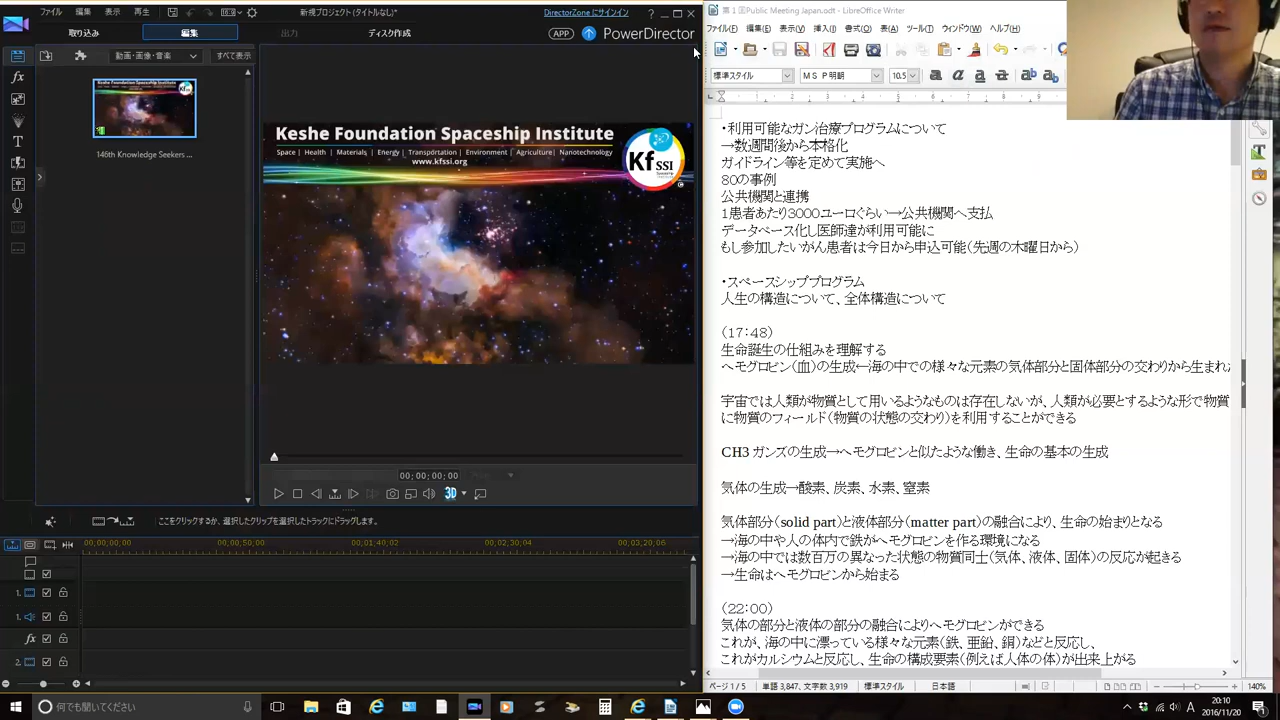 ファイル 編集 表示 再生 16:9 新規プロジェクト(タイトルなし)* DirectorZone にサインイン ?
取り込み 編集 出力 ディスク作成 APP PowerDirector
動画・画像・音楽 すべて表示
fx
T
146th Knowledge Seekers ...
Keshe Foundation Spaceship Institute
Space | Health | Materials | Energy | Transportation | Environment | Agriculture | Nanotechnology
www.kfssi.org
Kf SSI
Spaceship
Institute
00;00;00;00
3D
ここをクリックするか、選択したクリップを選択したトラックにドラッグします。
00;00;00;00 00;00;50;00 00;01;40;02 00;02;30;04 00;03;20;06
1.
1.
fx
2.
第 1 回Public Meeting Japan.odt - LibreOffice Writer
ファイル(F) 編集(E) 表示(V) 挿入(I) 書式(O) 表(A) ツール(T) ウィンドウ(W) ヘルプ(H)
標準スタイル MS P明朝 10.5
1 2 3 4 5 6 7 8 9
・利用可能なガン治療プログラムについて
→数週間後から本格化
ガイドライン等を定めて実施へ
80の事例
公共機関と連携
1患者あたり3000ユーロぐらい→公共機関へ支払
データベース化し医師達が利用可能に
もし参加したいがん患者は今日から申込可能(先週の木曜日から)
・スペースシッププログラム
人生の構造について、全体構造について
(17:48)
生命誕生の仕組みを理解する
ヘモグロビン(血)の生成←海の中での様々な元素の気体部分と固体部分の交わりから生まれ
宇宙では人類が物質として用いるようなものは存在しないが、人類が必要とするような形で物質
に物質のフィールド(物質の状態の交わり)を利用することができる
CH3 ガンズの生成→ヘモグロビンと似たような働き、生命の基本の生成
気体の生成→酸素、炭素、水素、窒素
気体部分(solid part)と液体部分(matter part)の融合により、生命の始まりとなる
→海の中や人の体内で鉄がヘモグロビンを作る環境になる
→海の中では数百万の異なった状態の物質同士(気体、液体、固体)の反応が起きる
→生命はヘモグロビンから始まる
(22:00)
気体の部分と液体の部分の融合によりヘモグロビンができる
これが、海の中に漂っている様々な元素(鉄、亜鉛、銅)などと反応し、
これがカルシウムと反応し、生命の構成要素(例えば人体の体)が出来上がる
ページ 1 / 5 単語 3,847、文字数 3,919 標準スタイル 日本語 140%
何でも聞いてください
A 20:10
2016/11/20